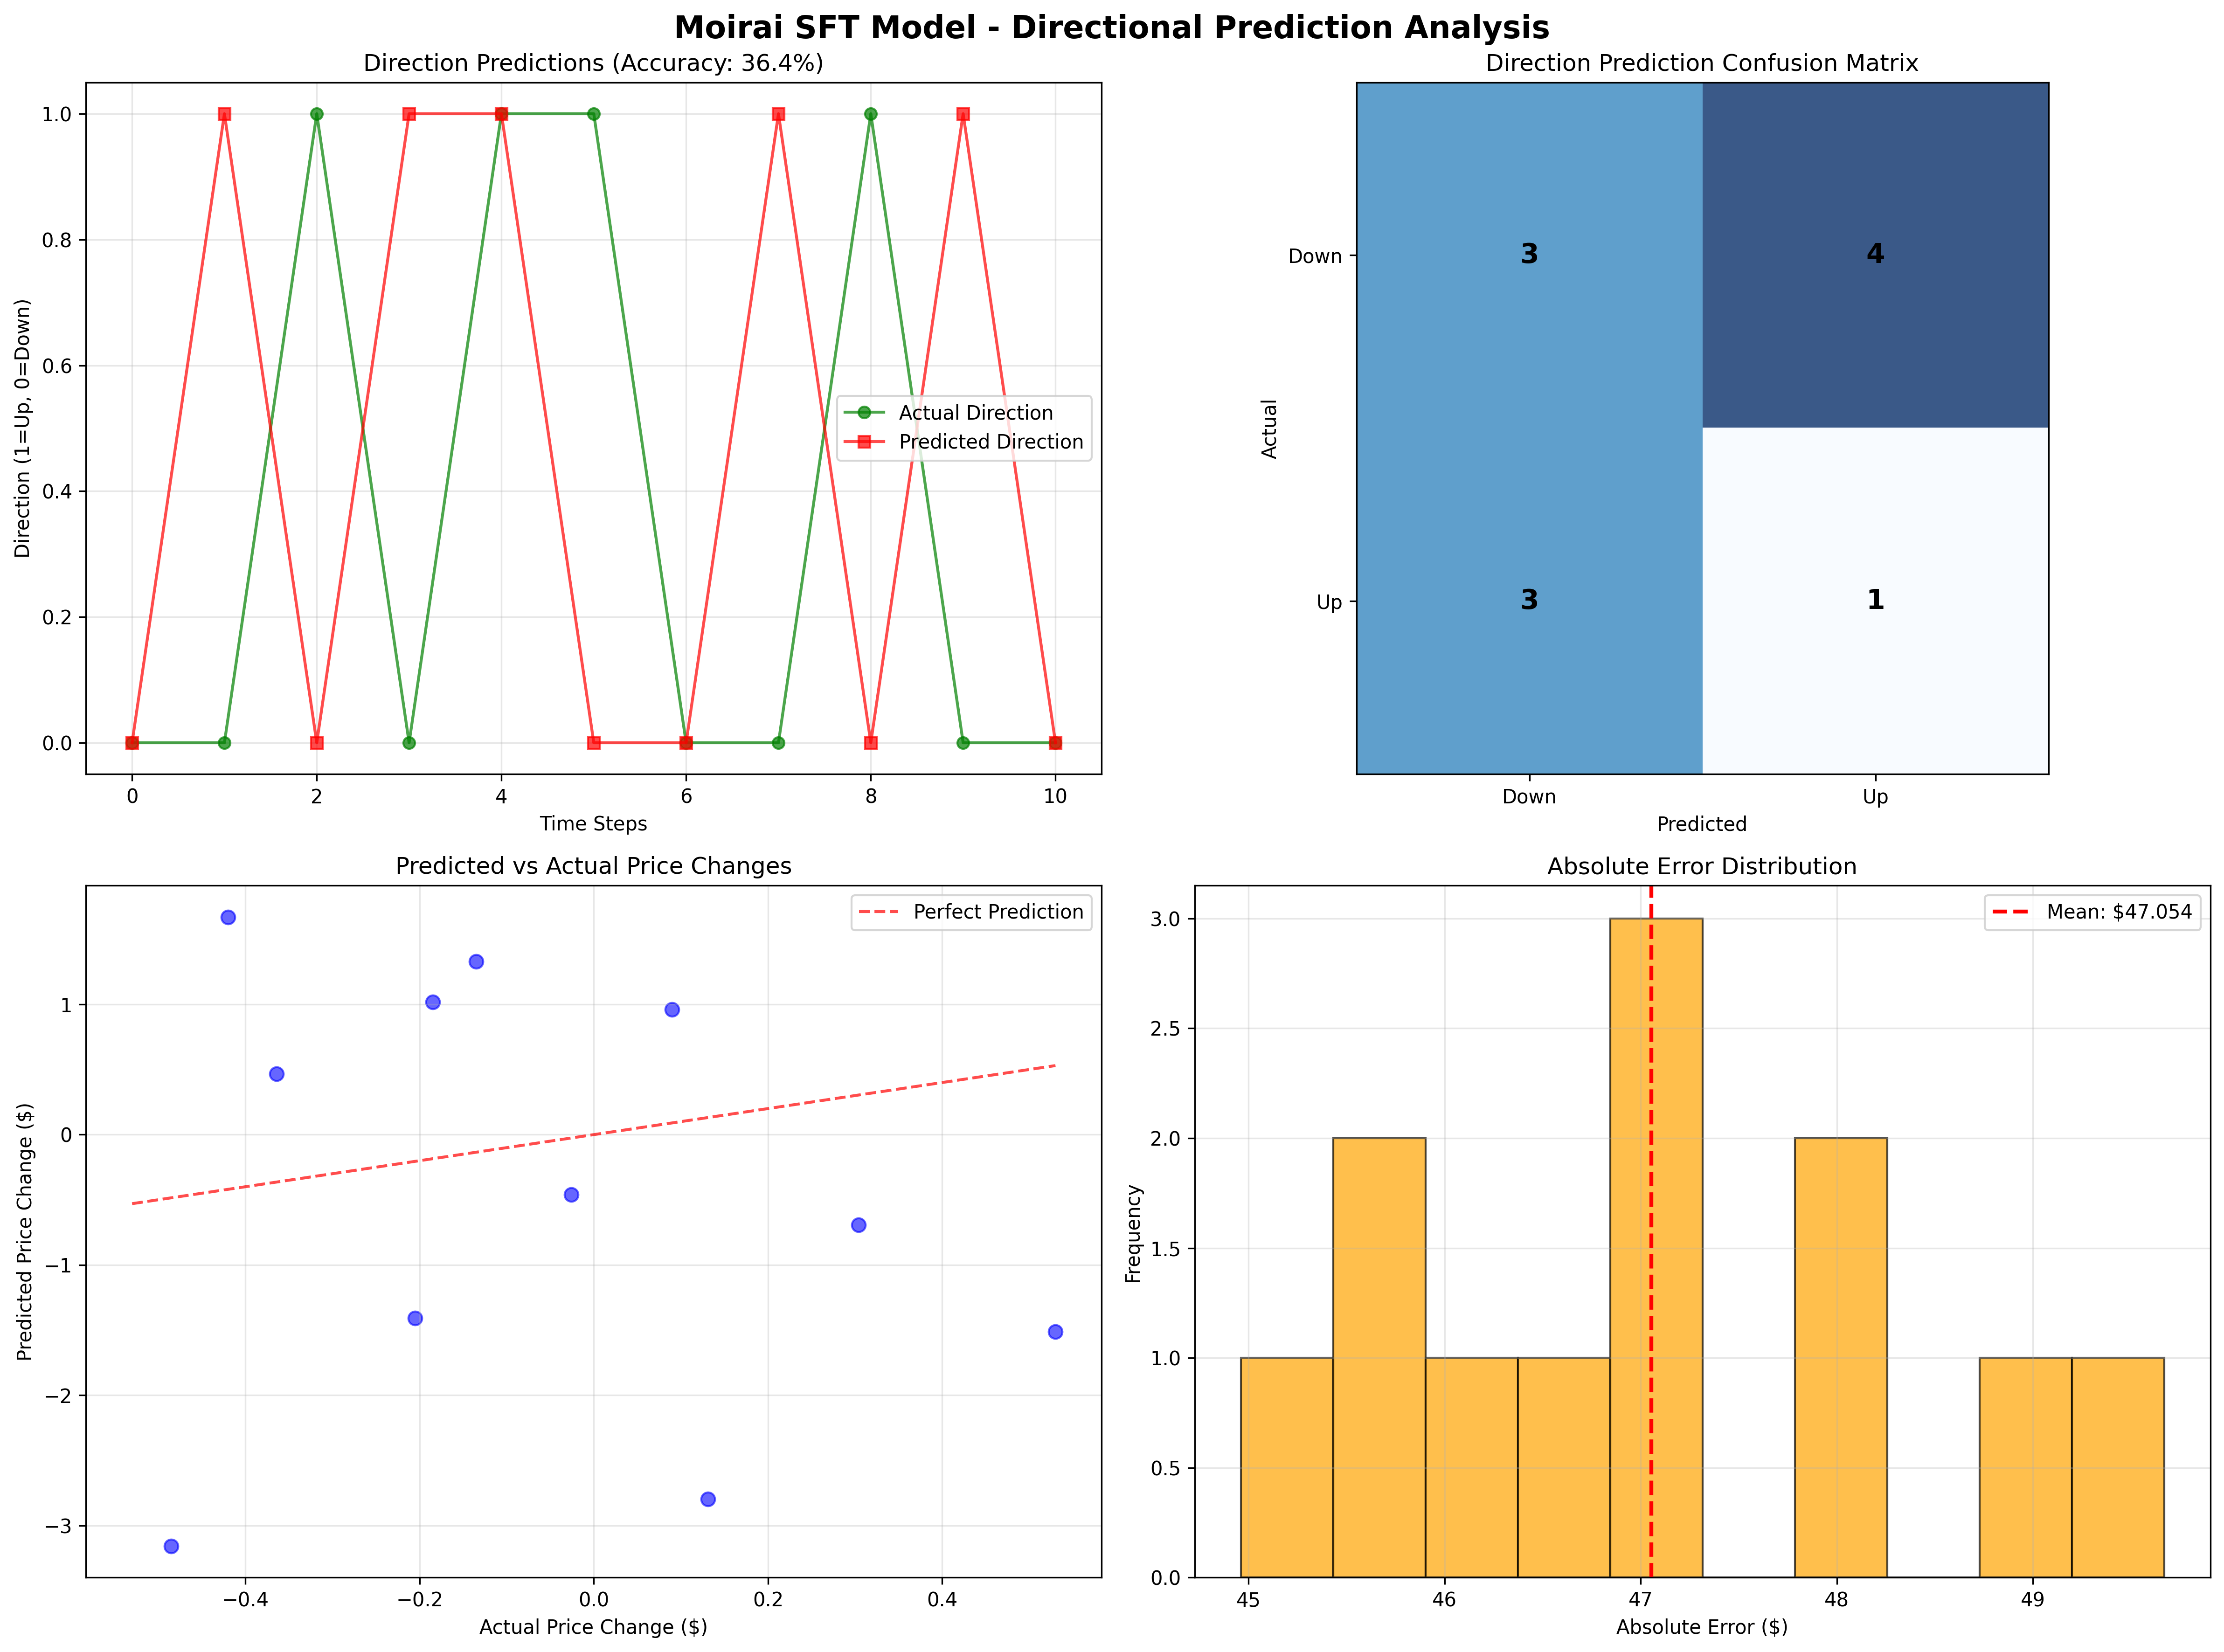 Moirai SFT Model - Directional Prediction Analysis
Direction Predictions (Accuracy: 36.4%)
Direction (1=Up, 0=Down)
1.0
0.8
0.6
0.4
0.2
0.0
Actual Direction
Predicted Direction
0 2 4 6 8 10
Time Steps
Direction Prediction Confusion Matrix
Actual
Down
Up
3 4
3 1
Down Up
Predicted
Predicted vs Actual Price Changes
Predicted Price Change ($)
1
0
−1
−2
−3
Perfect Prediction
−0.4 −0.2 0.0 0.2 0.4
Actual Price Change ($)
Absolute Error Distribution
Frequency
3.0
2.5
2.0
1.5
1.0
0.5
0.0
Mean: $47.054
45 46 47 48 49
Absolute Error ($)